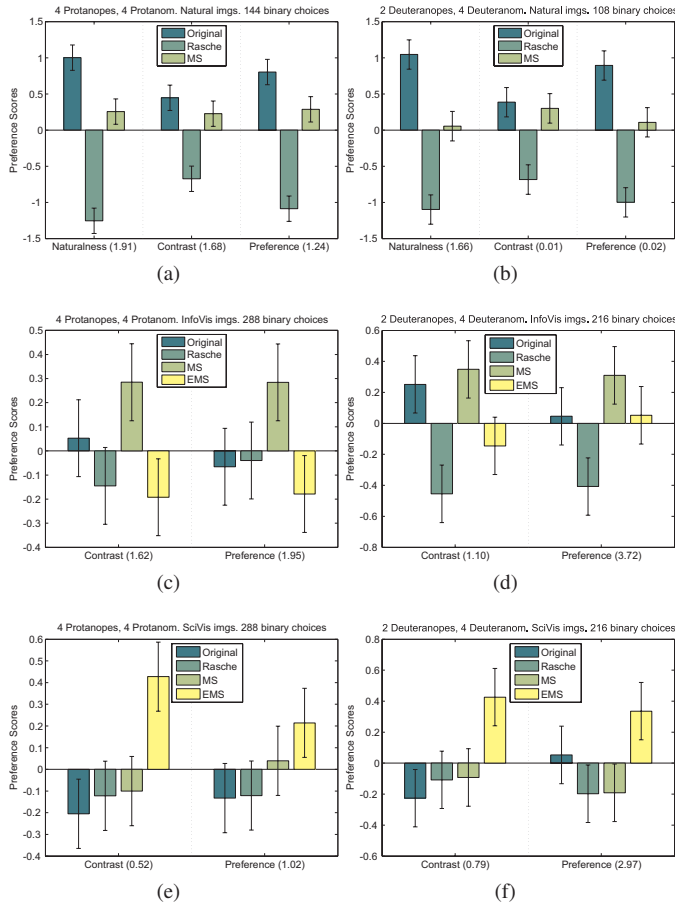 4 Protanopes, 4 Protanom. Natural imgs. 144 binary choices
Preference Scores
1.5
1
0.5
0
-0.5
-1
-1.5
Original
Rasche
MS
Naturalness (1.91) Contrast (1.68) Preference (1.24)
(a)
2 Deuteranopes, 4 Deuteranom. Natural imgs. 108 binary choices
Preference Scores
1.5
1
0.5
0
-0.5
-1
-1.5
Original
Rasche
MS
Naturalness (1.66) Contrast (0.01) Preference (0.02)
(b)
4 Protanopes, 4 Protanom. InfoVis imgs. 288 binary choices
Preference Scores
0.5
0.4
0.3
0.2
0.1
0
-0.1
-0.2
-0.3
-0.4
Original
Rasche
MS
EMS
Contrast (1.62) Preference (1.95)
(c)
2 Deuteranopes, 4 Deuteranom. InfoVis imgs. 216 binary choices
Preference Scores
0.6
0.4
0.2
0
-0.2
-0.4
-0.6
-0.8
Original
Rasche
MS
EMS
Contrast (1.10) Preference (3.72)
(d)
4 Protanopes, 4 Protanom. SciVis imgs. 288 binary choices
Preference Scores
0.6
0.5
0.4
0.3
0.2
0.1
0
-0.1
-0.2
-0.3
-0.4
Original
Rasche
MS
EMS
Contrast (0.52) Preference (1.02)
(e)
2 Deuteranopes, 4 Deuteranom. SciVis imgs. 216 binary choices
Preference Scores
0.8
0.6
0.4
0.2
0
-0.2
-0.4
-0.6
Original
Rasche
MS
EMS
Contrast (0.79) Preference (2.97)
(f)